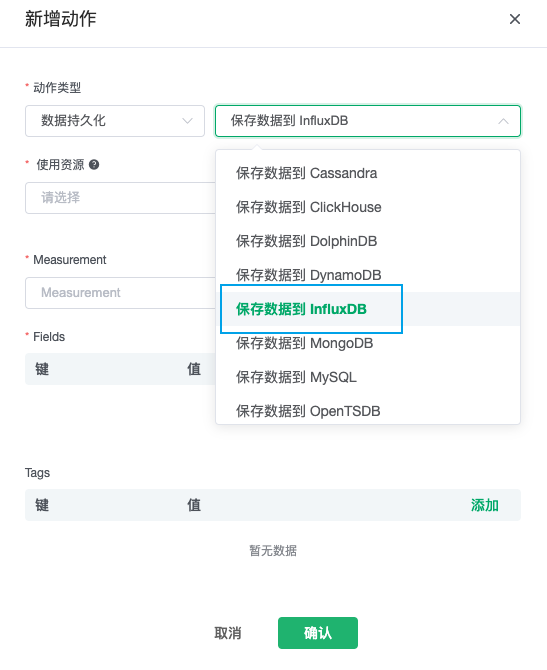 新增动作
* 动作类型
数据持久化
保存数据到 InfluxDB
* 使用资源 ?
请选择
保存数据到 Cassandra
保存数据到 ClickHouse
保存数据到 DolphinDB
保存数据到 DynamoDB
保存数据到 InfluxDB
保存数据到 MongoDB
保存数据到 MySQL
保存数据到 OpenTSDB
* Measurement
Measurement
* Fields
键 值
Tags
键 值 添加
暂无数据
取消 确认